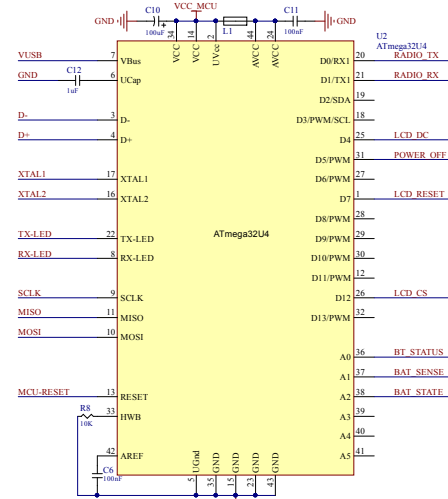 C10 VCC_MCU C11
GND 100uF L1 100nF GND
34 14 2 44 24
VCC VCC UVcc AVCC AVCC
U2
ATmega32U4
VUSB 7 VBus D0/RX1 20 RADIO_TX
GND C12 1uF 6 UCap D1/TX1 21 RADIO_RX
D2/SDA 19
D- 3 D- D3/PWM/SCL 18
D+ 4 D+ D4 25 LCD_DC
D5/PWM 31 POWER_OFF
XTAL1 17 XTAL1 D6/PWM 27
XTAL2 16 XTAL2 D7 1 LCD_RESET
D8/PWM 28
TX-LED 22 TX-LED ATmega32U4 D9/PWM 29
RX-LED 8 RX-LED D10/PWM 30
D11/PWM 12
SCLK 9 SCLK D12 26 LCD_CS
MISO 11 MISO D13/PWM 32
MOSI 10 MOSI
A0 36 BT_STATUS
A1 37 BAT_SENSE
MCU-RESET 13 RESET A2 38 BAT_STATE
R8 10K 33 HWB A3 39
A4 40
42 AREF A5 41
C6
100nF
UGnd GND GND GND GND
5 35 15 23 43